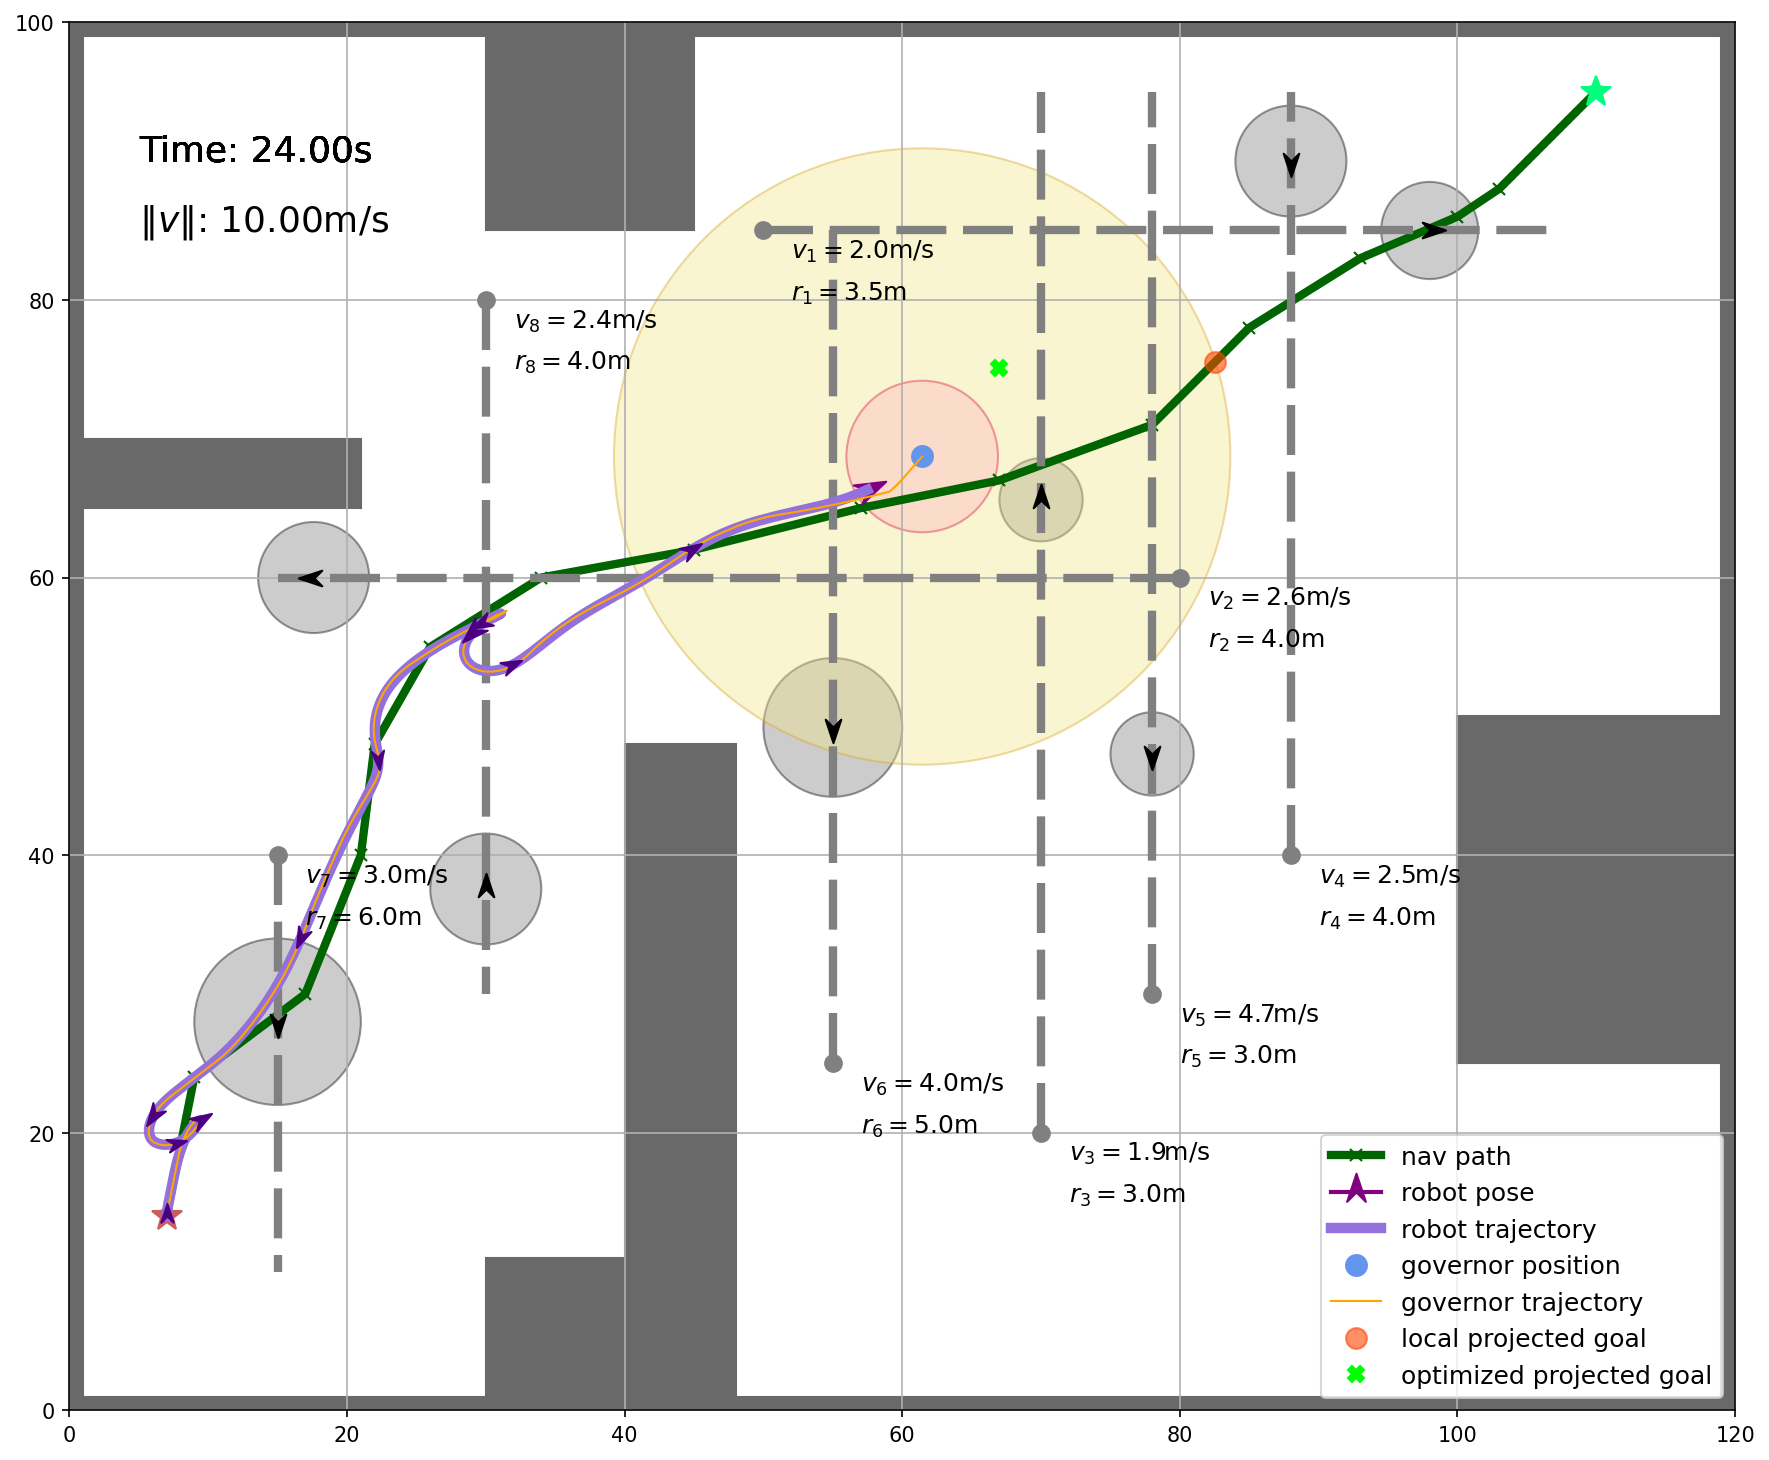 100
80
60
40
20
0
0 20 40 60 80 100 120
Time: 24.00s
‖v‖: 10.00m/s
v₁ = 2.0m/s
r₁ = 3.5m
v₈ = 2.4m/s
r₈ = 4.0m
v₂ = 2.6m/s
r₂ = 4.0m
v₇ = 3.0m/s
r₇ = 6.0m
v₄ = 2.5m/s
r₄ = 4.0m
v₅ = 4.7m/s
r₅ = 3.0m
v₆ = 4.0m/s
r₆ = 5.0m
v₃ = 1.9m/s
r₃ = 3.0m
nav path
robot pose
robot trajectory
governor position
governor trajectory
local projected goal
optimized projected goal